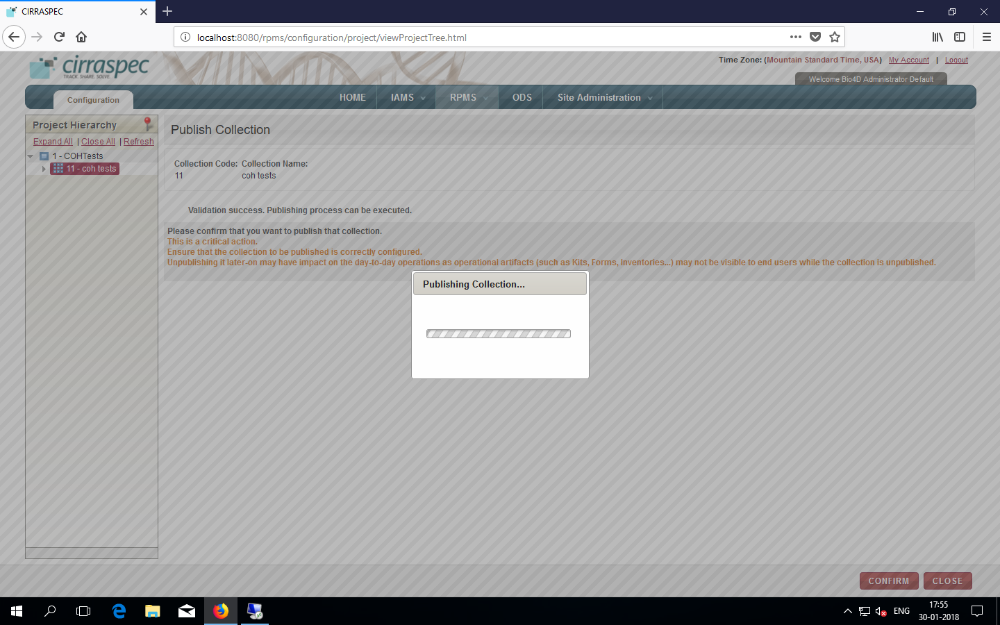 CIRRASPEC
localhost:8080/rpms/configuration/project/viewProjectTree.html
cirraspec
TRACK. SHARE. SOLVE.
Time Zone: (Mountain Standard Time, USA) My Account | Logout
Welcome Bio4D Administrator Default
Configuration
HOME IAMS RPMS ODS Site Administration
Project Hierarchy
Expand All | Close All | Refresh
1 - COHTests
11 - coh tests
Publish Collection
Collection Code: Collection Name:
11 coh tests
Validation success. Publishing process can be executed.
Please confirm that you want to publish that collection.
This is a critical action.
Ensure that the collection to be published is correctly configured.
Unpublishing it later-on may have impact on the day-to-day operations as operational artifacts (such as Kits, Forms, Inventories...) may not be visible to end users while the collection is unpublished.
Publishing Collection...
CONFIRM CLOSE
ENG
17:55
30-01-2018